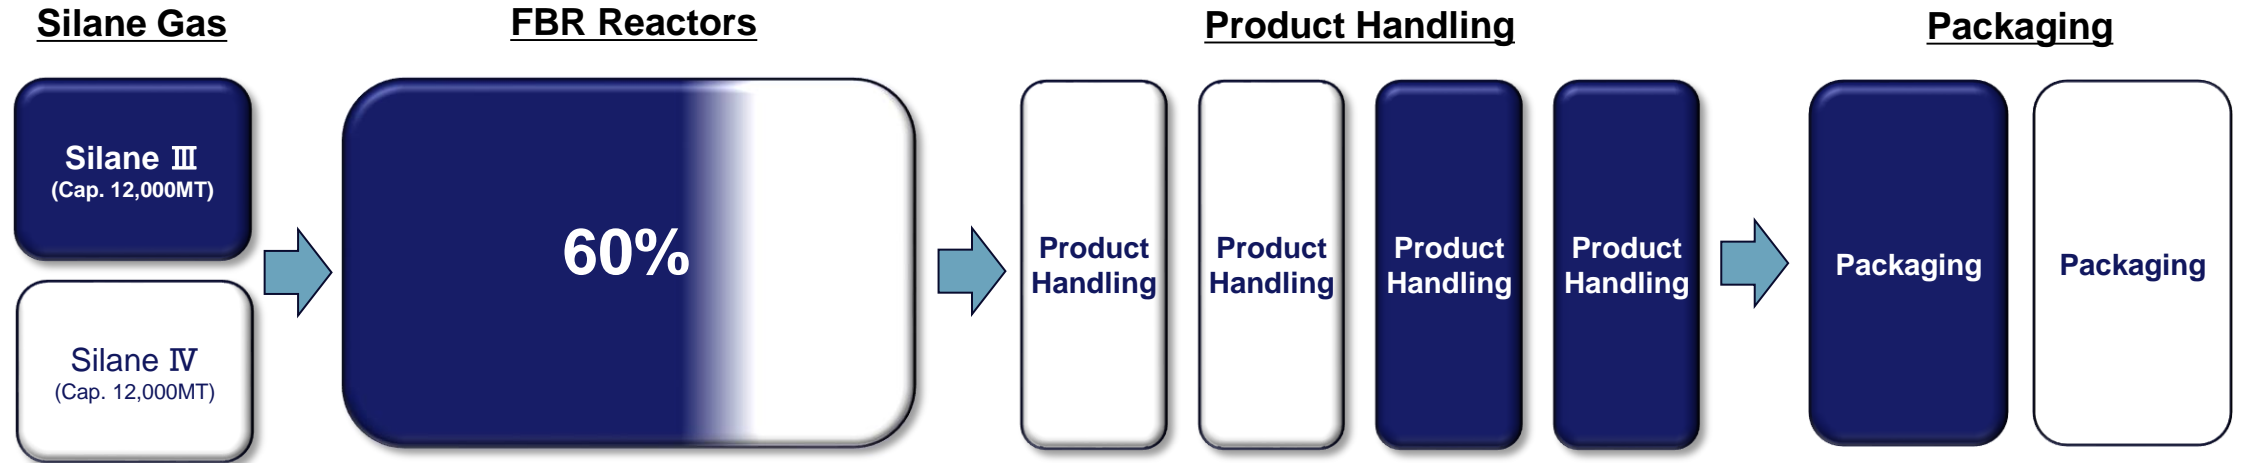 Silane Gas
FBR Reactors
Product Handling
Packaging
Silane Ⅲ
(Cap. 12,000MT)
Silane Ⅳ
(Cap. 12,000MT)
60%
Product
Handling
Product
Handling
Product
Handling
Product
Handling
Packaging
Packaging